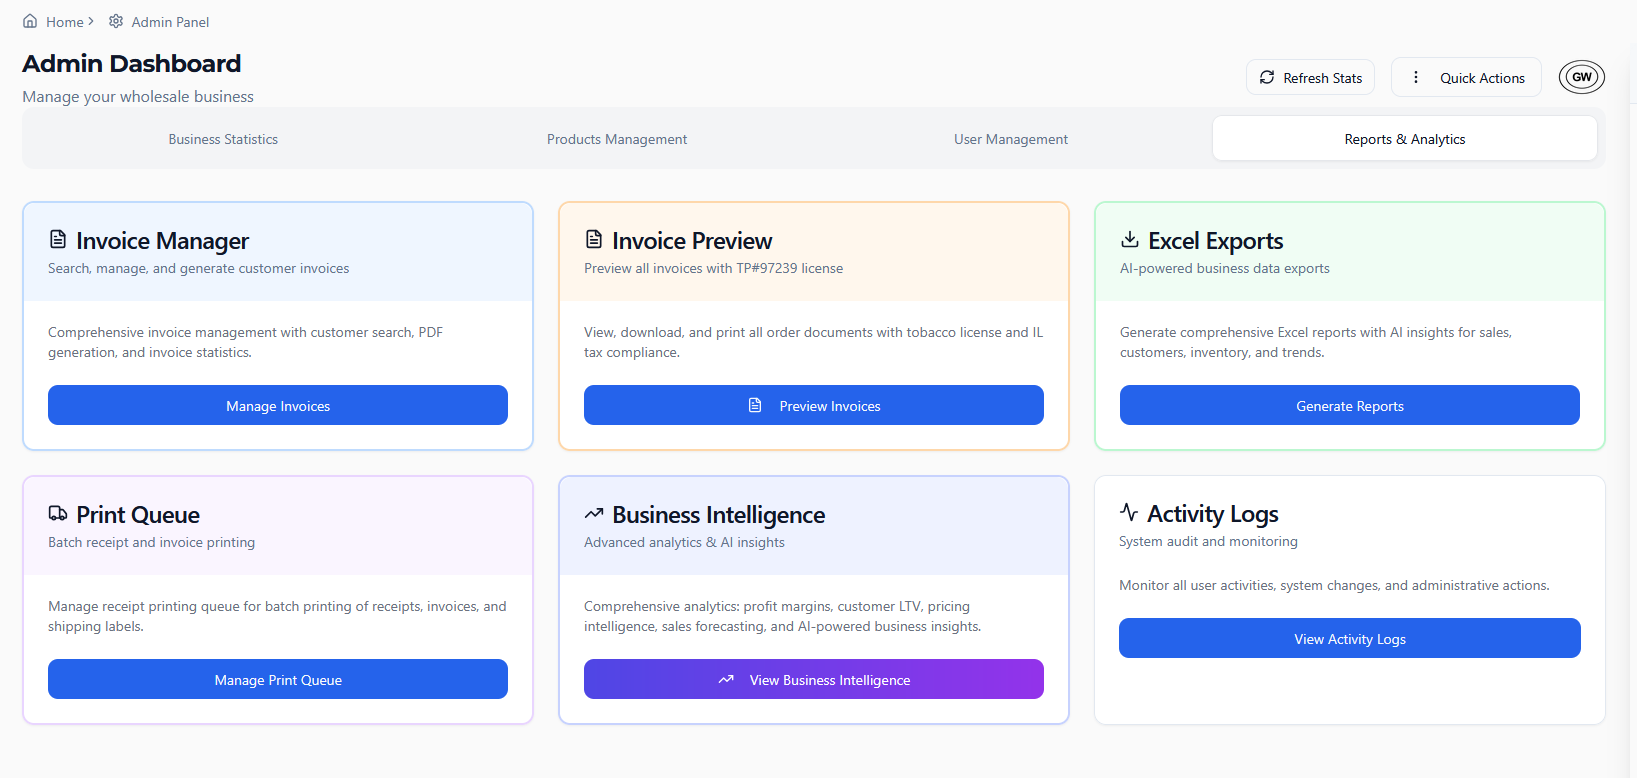 Home > Admin Panel
Admin Dashboard
Manage your wholesale business
Refresh Stats
Quick Actions
GW
Business Statistics
Products Management
User Management
Reports & Analytics
Invoice Manager
Search, manage, and generate customer invoices
Comprehensive invoice management with customer search, PDF
generation, and invoice statistics.
Manage Invoices
Invoice Preview
Preview all invoices with TP#97239 license
View, download, and print all order documents with tobacco license and IL
tax compliance.
Preview Invoices
Excel Exports
AI-powered business data exports
Generate comprehensive Excel reports with AI insights for sales,
customers, inventory, and trends.
Generate Reports
Print Queue
Batch receipt and invoice printing
Manage receipt printing queue for batch printing of receipts, invoices, and
shipping labels.
Manage Print Queue
Business Intelligence
Advanced analytics & AI insights
Comprehensive analytics: profit margins, customer LTV, pricing
intelligence, sales forecasting, and AI-powered business insights.
View Business Intelligence
Activity Logs
System audit and monitoring
Monitor all user activities, system changes, and administrative actions.
View Activity Logs